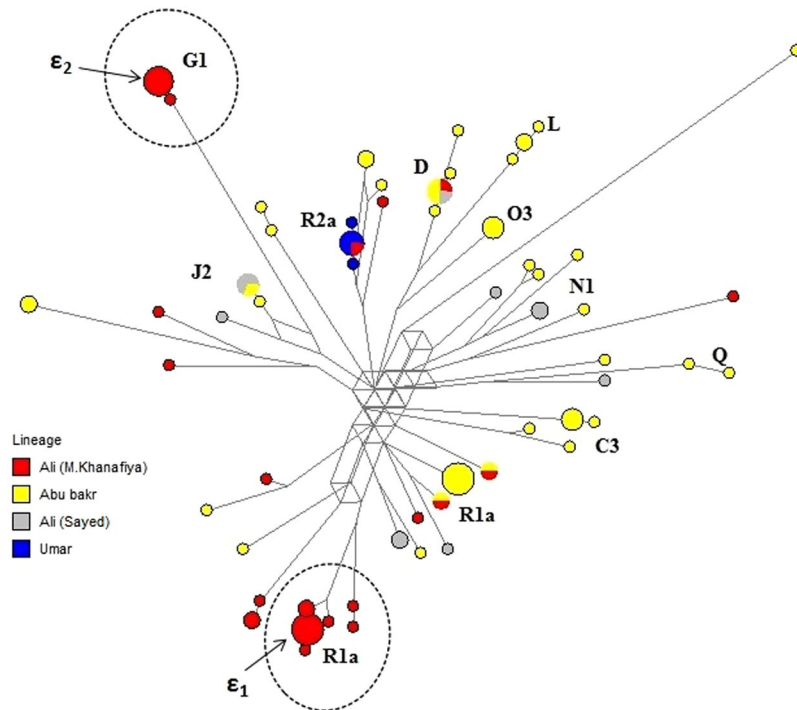 G1
ε2
L
D
O3
R2a
J2
N1
Q
Lineage
Ali (M.Khanafiya)
Abu bakr
Ali (Sayed)
Umar
C3
R1a
R1a
ε1